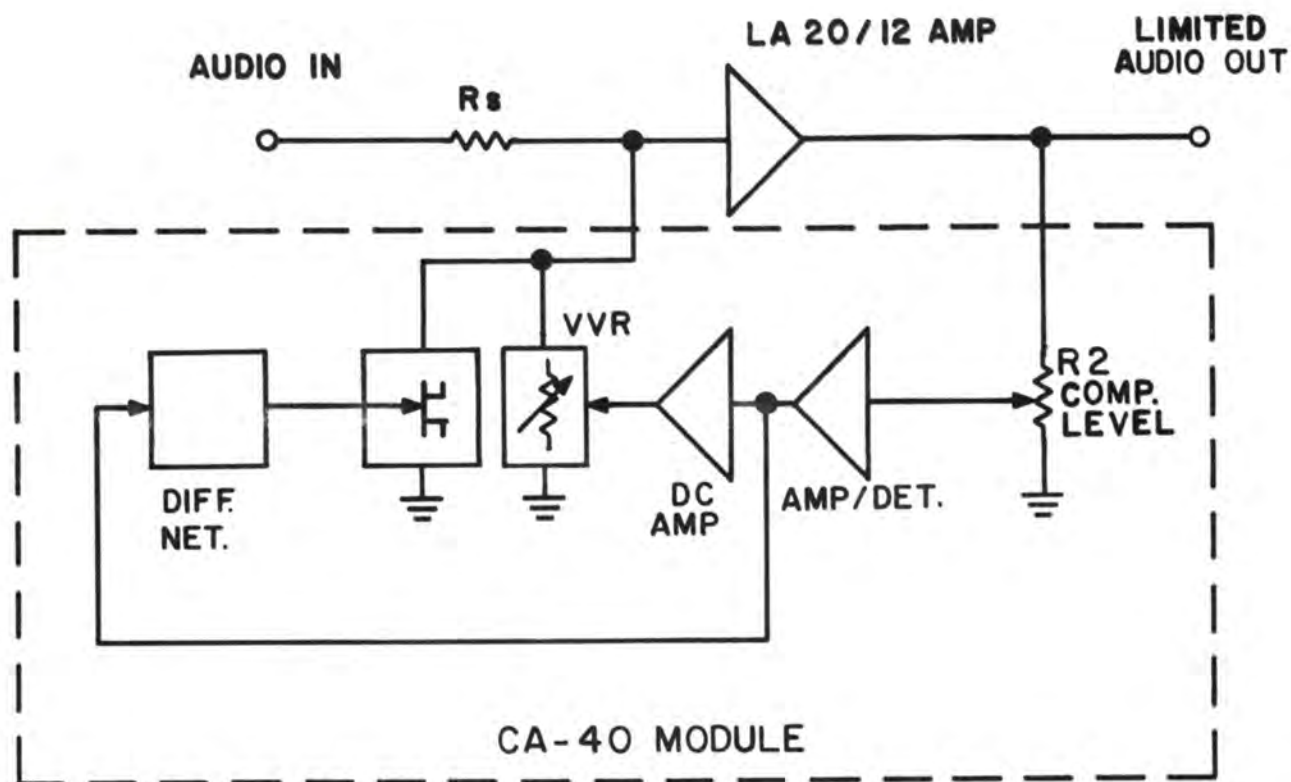 LA 20/12 AMP
LIMITED
AUDIO OUT
AUDIO IN
Rs
VVR
R2
COMP.
LEVEL
DIFF.
NET.
DC
AMP
AMP/DET.
CA-40 MODULE